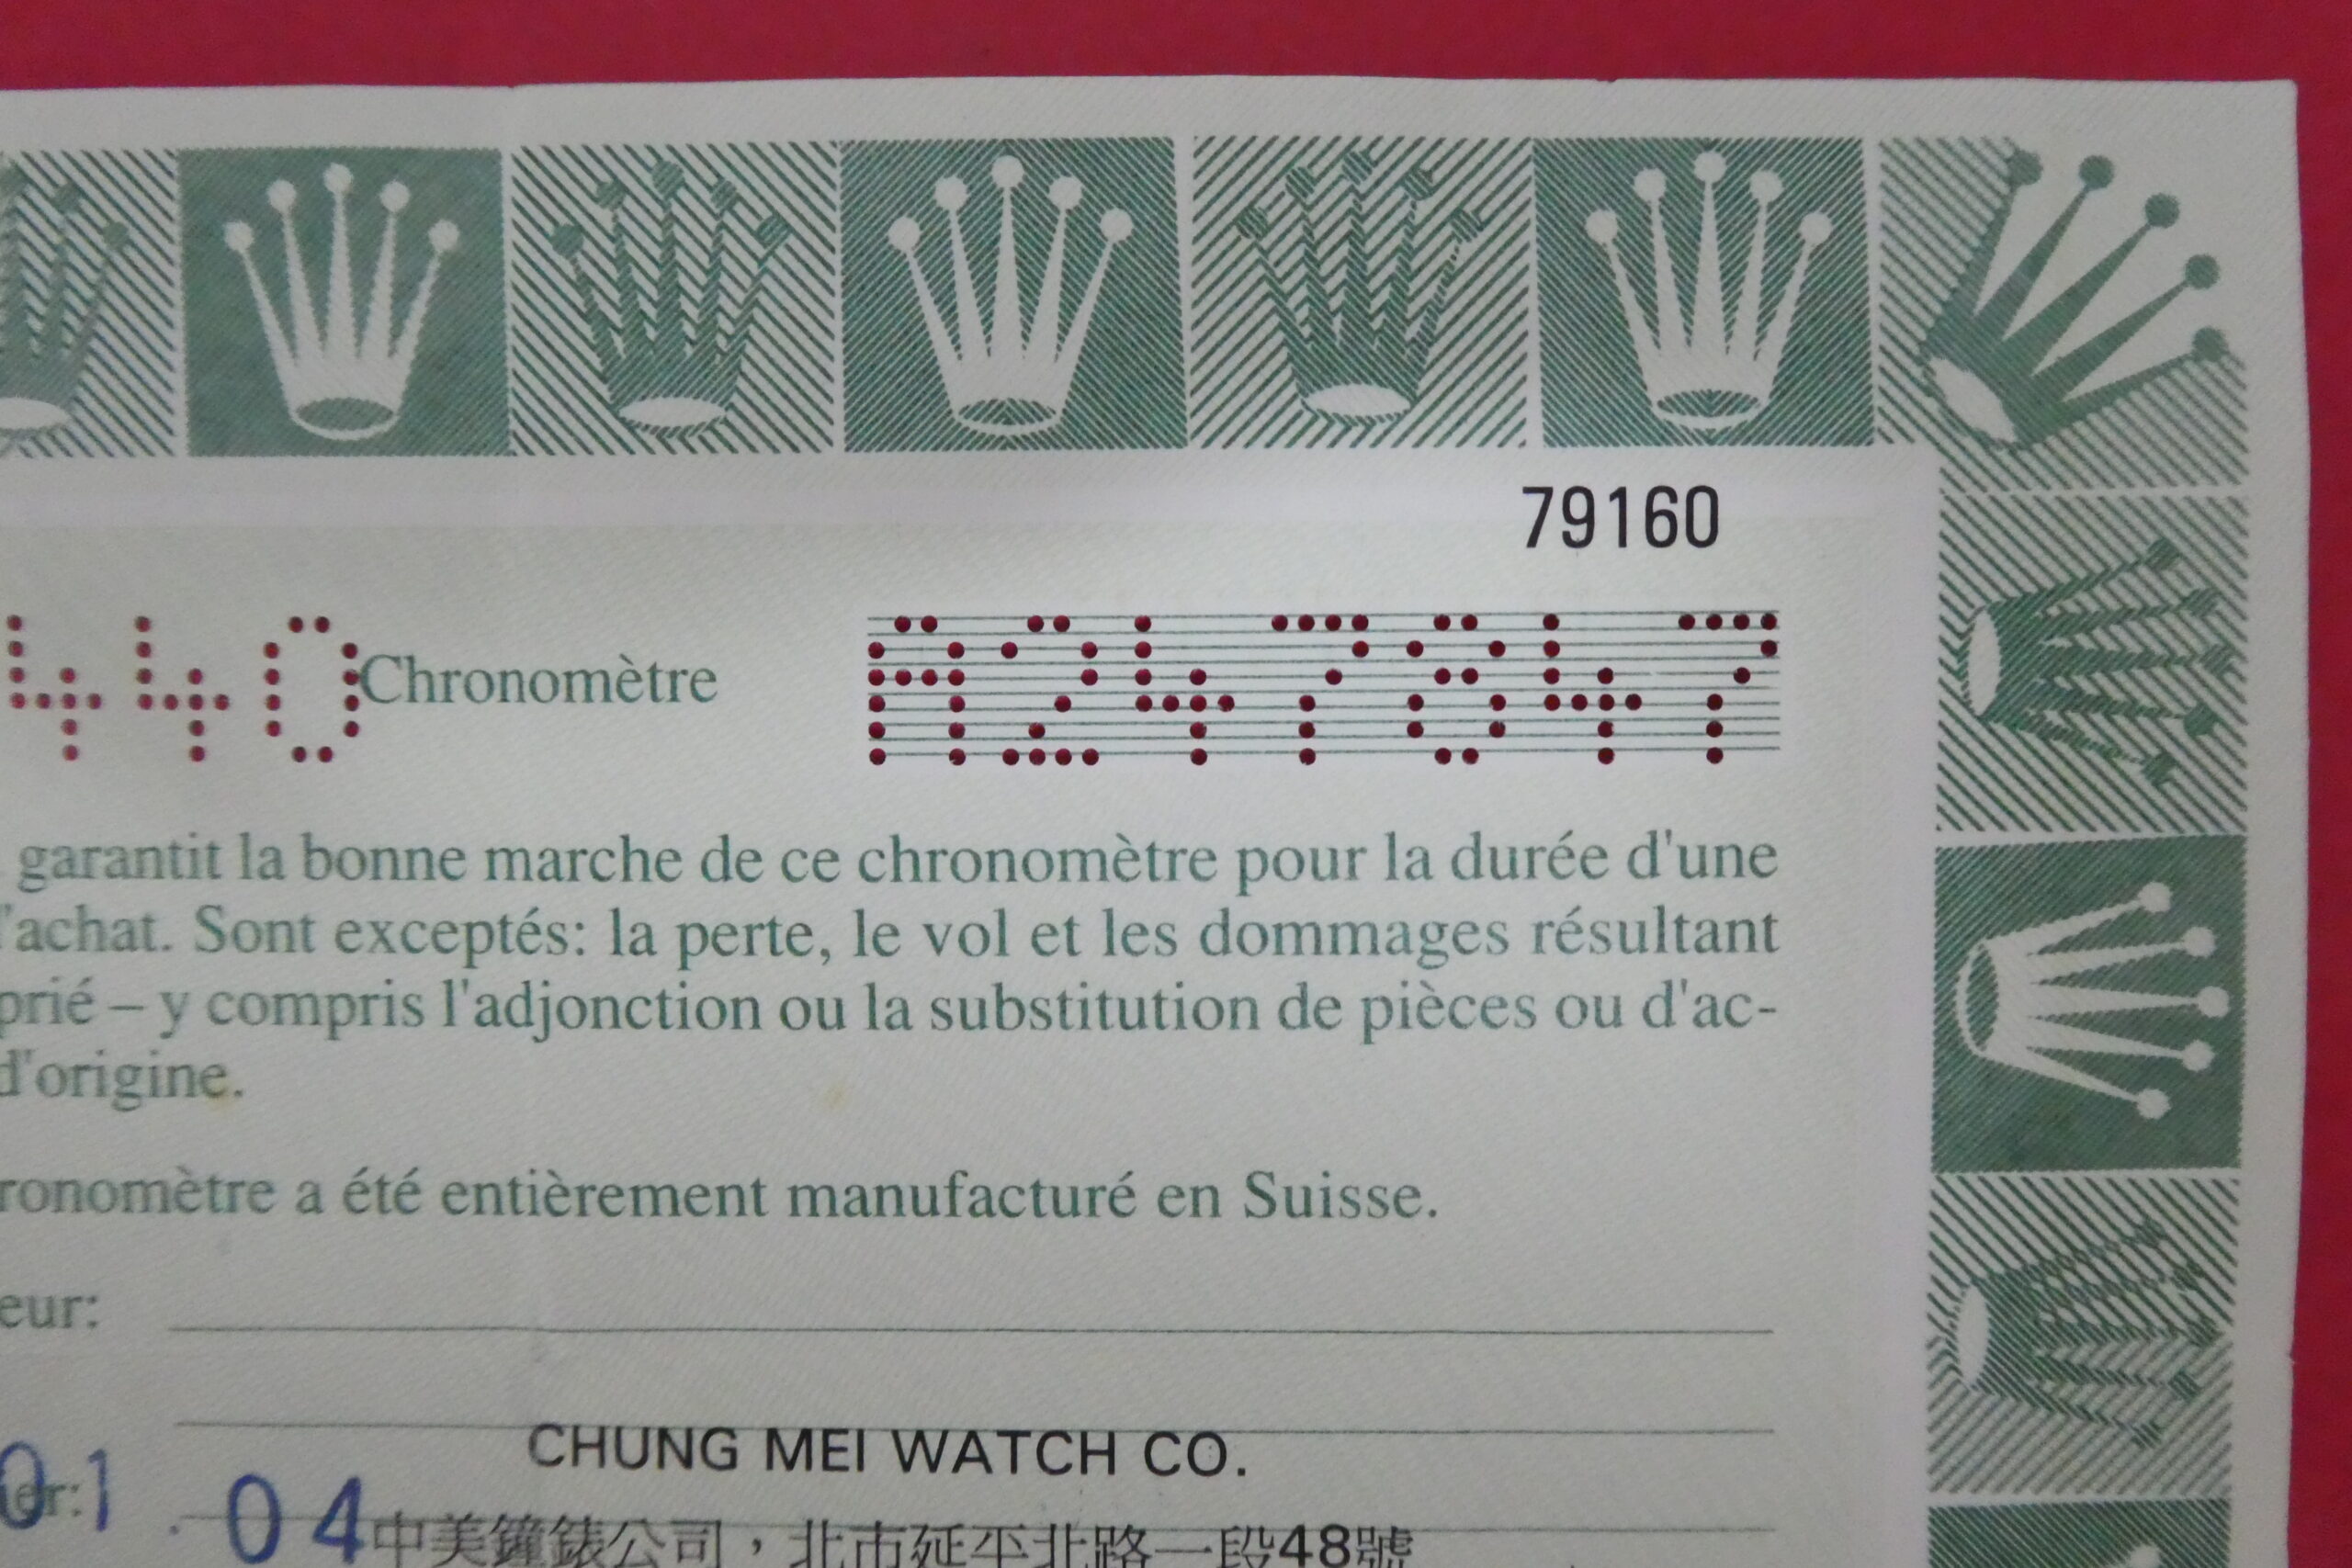 79160
440 Chronomètre A247847
garantit la bonne marche de ce chronomètre pour la durée d'une
l'achat. Sont exceptés: la perte, le vol et les dommages résultant
prié – y compris l'adjonction ou la substitution de pièces ou d'ac-
d'origine.
ronomètre a été entièrement manufacturé en Suisse.
eur:
CHUNG MEI WATCH CO.
01.04
中美鐘錶公司，北市延平北路一段48號